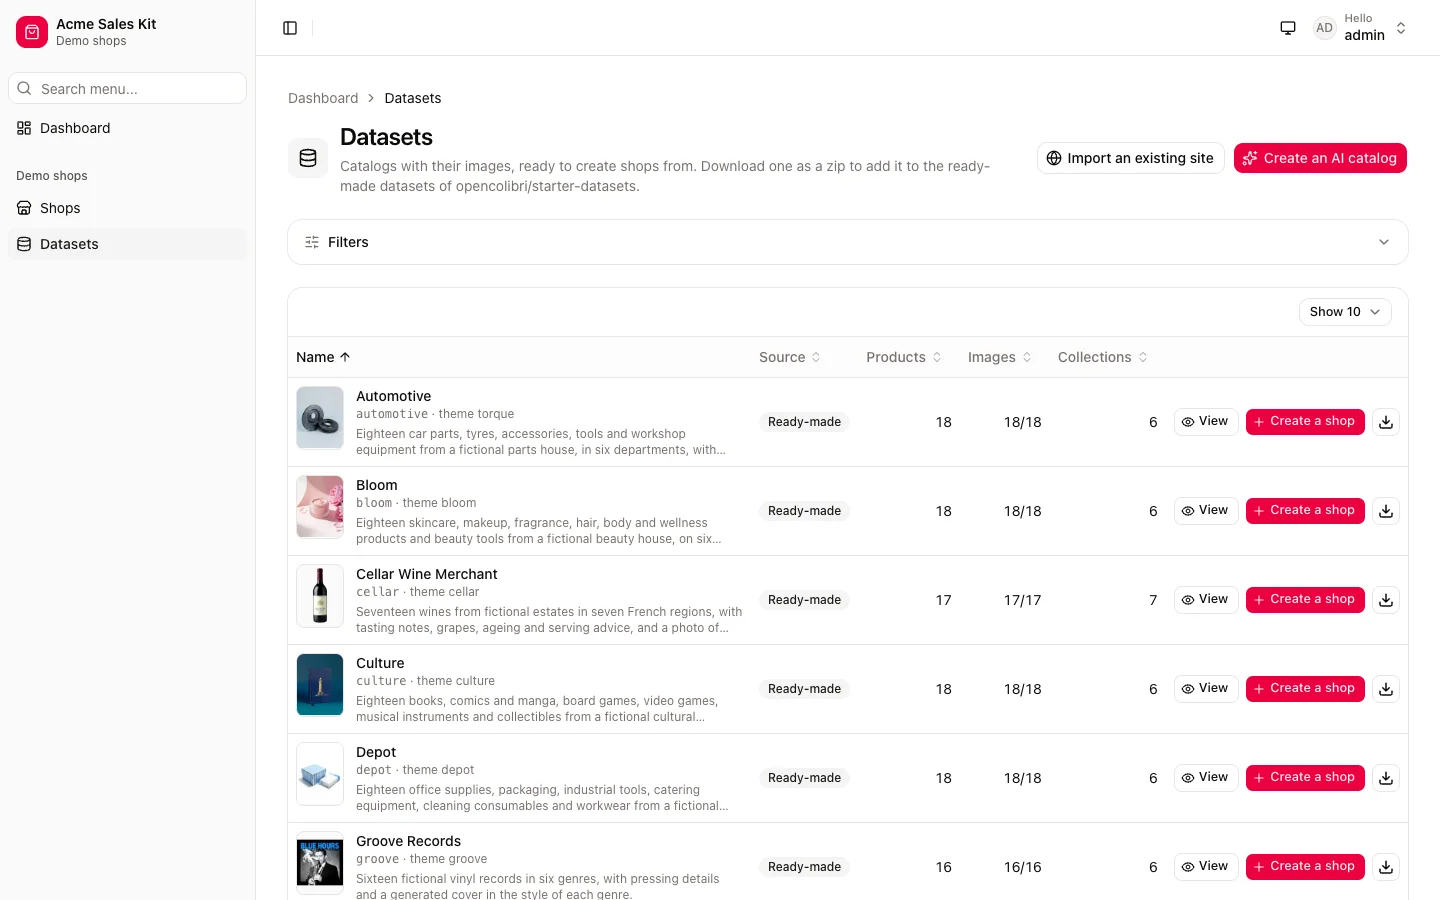 Acme Sales Kit
Demo shops
Search menu...
Dashboard
Demo shops
Shops
Datasets
AD
Hello
admin
Dashboard
Datasets
Datasets
Catalogs with their images, ready to create shops from. Download one as a zip to add it to the ready-
made datasets of opencolibri/starter-datasets.
Import an existing site
Create an AI catalog
Filters
Show 10
Name
Source
Products
Images
Collections
Automotive
automotive · theme torque
Eighteen car parts, tyres, accessories, tools and workshop
equipment from a fictional parts house, in six departments, with...
Ready-made
18
18/18
6
View
Create a shop
Bloom
bloom · theme bloom
Eighteen skincare, makeup, fragrance, hair, body and wellness
products and beauty tools from a fictional beauty house, on six...
Ready-made
18
18/18
6
View
Create a shop
Cellar Wine Merchant
cellar · theme cellar
Seventeen wines from fictional estates in seven French regions, with
tasting notes, grapes, ageing and serving advice, and a photo of...
Ready-made
17
17/17
7
View
Create a shop
Culture
culture · theme culture
Eighteen books, comics and manga, board games, video games,
musical instruments and collectibles from a fictional cultural...
Ready-made
18
18/18
6
View
Create a shop
Depot
depot · theme depot
Eighteen office supplies, packaging, industrial tools, catering
equipment, cleaning consumables and workwear from a fictional...
Ready-made
18
18/18
6
View
Create a shop
BLUE HOURS
Groove Records
groove · theme groove
Sixteen fictional vinyl records in six genres, with pressing details
and a generated cover in the style of each genre.
Ready-made
16
16/16
6
View
Create a shop